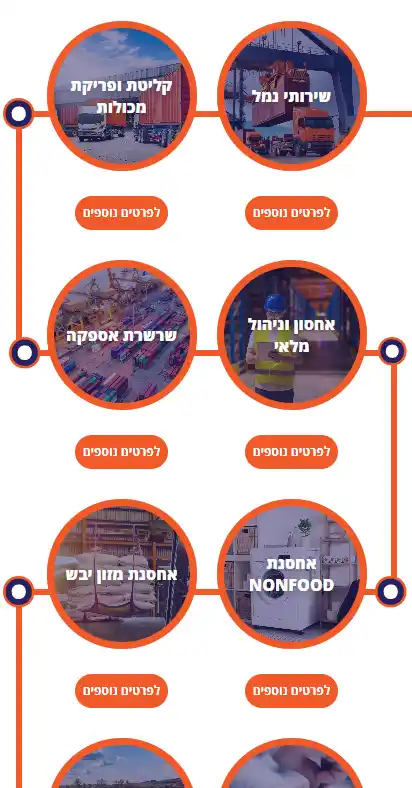 שירותי נמל
קליטת ופריקת
מכולות
לפרטים נוספים
לפרטים נוספים
אחסון וניהול
מלאי
שרשרת אספקה
לפרטים נוספים
לפרטים נוספים
אחסנת
NONFOOD
אחסנת מזון יבש
לפרטים נוספים
לפרטים נוספים